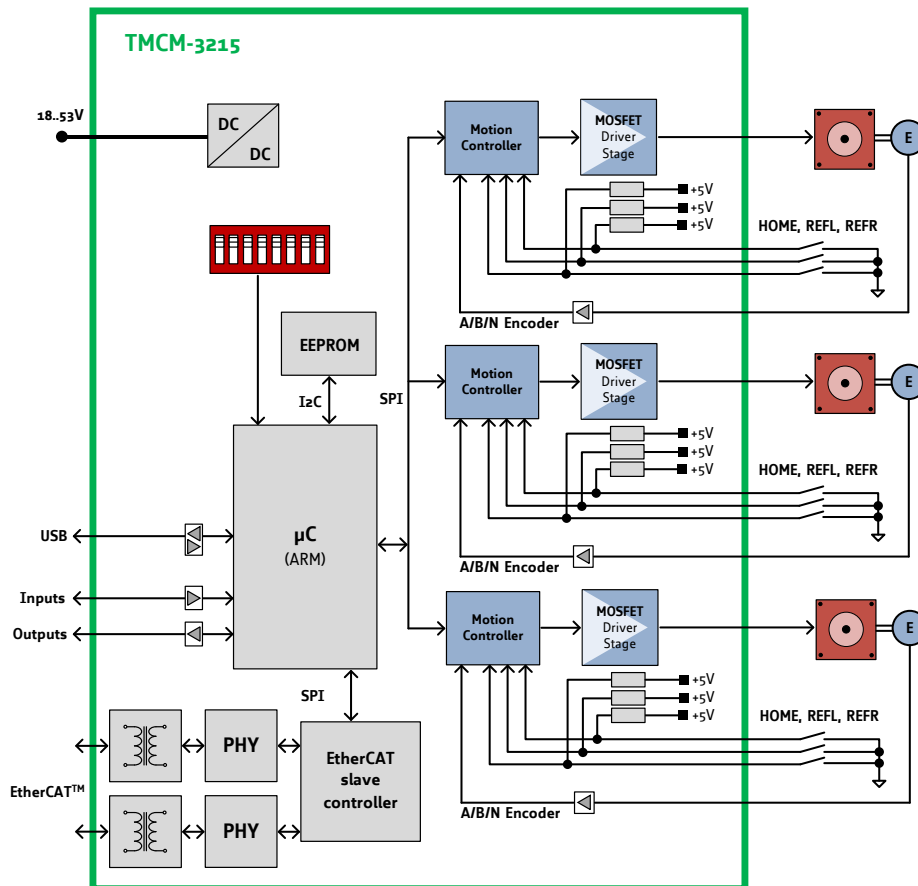 TMCM-3215
18..53V
DC
DC
Motion
Controller
MOSFET
Driver
Stage
E
+5V
+5V
+5V
HOME, REFL, REFR
A/B/N Encoder
EEPROM
I2C
SPI
Motion
Controller
MOSFET
Driver
Stage
E
+5V
+5V
+5V
HOME, REFL, REFR
A/B/N Encoder
µC
(ARM)
USB
Inputs
Outputs
Motion
Controller
MOSFET
Driver
Stage
E
+5V
+5V
+5V
HOME, REFL, REFR
A/B/N Encoder
SPI
PHY
EtherCAT
slave
controller
EtherCAT™
PHY